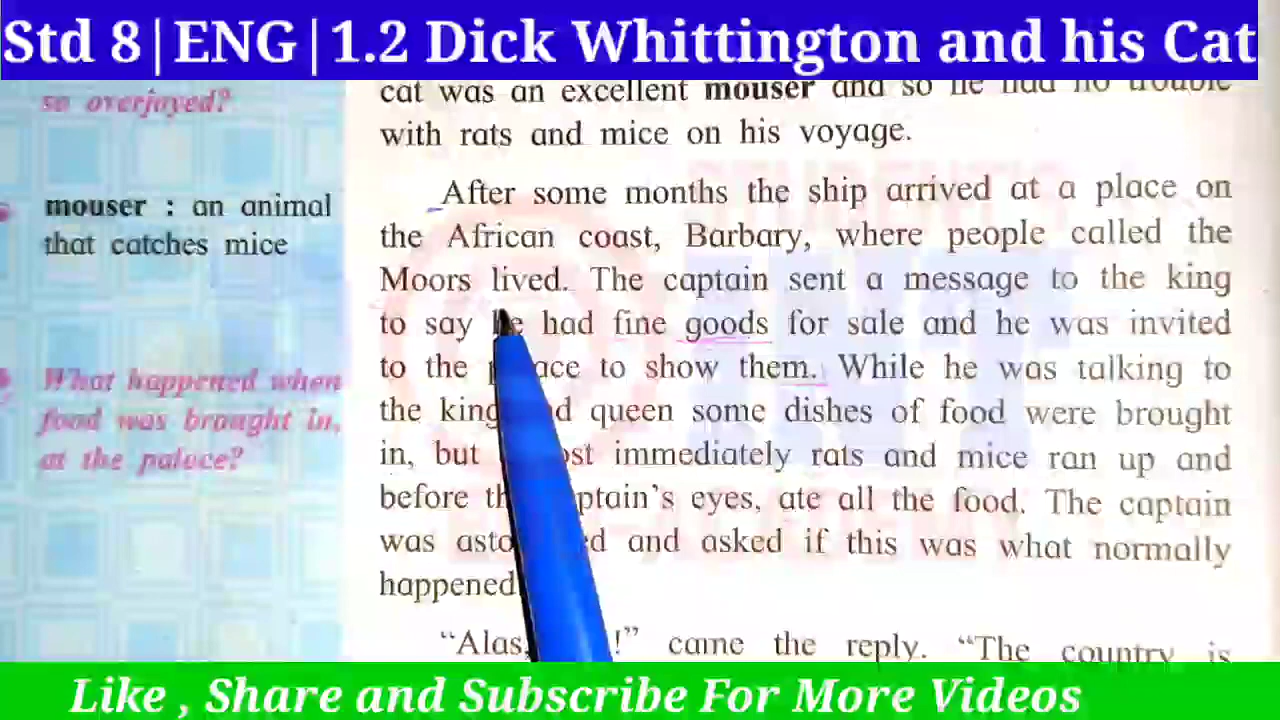 Std 8|ENG|1.2 Dick Whittington and his Cat
so overjoyed?
mouser : an animal
that catches mice
What happened when
food was brought in,
at the palace?
cat was an excellent mouser and so he had no trouble
with rats and mice on his voyage.
After some months the ship arrived at a place on
the African coast, Barbary, where people called the
Moors lived. The captain sent a message to the king
to say he had fine goods for sale and he was invited
to the to show them. While he was talking to
the king queen some dishes of food were brought
in, but immediately rats and mice ran up and
before eyes, ate all the food. The captain
was and asked if this was what normally
happened
“Alas, !” came the reply. “The country is
Like , Share and Subscribe For More Videos